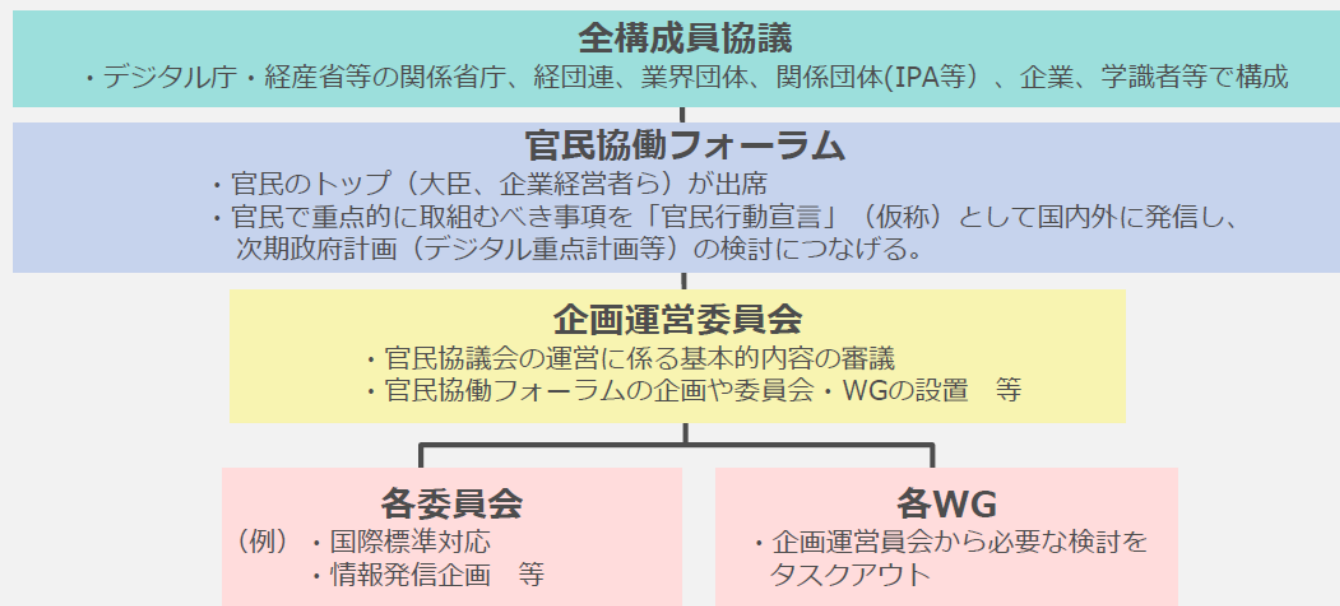 全構成員協議
・デジタル庁・経産省等の関係省庁、経団連、業界団体、関係団体(IPA等）、企業、学識者等で構成
官民協働フォーラム
・官民のトップ（大臣、企業経営者ら）が出席
・官民で重点的に取組むべき事項を「官民行動宣言」（仮称）として国内外に発信し、
次期政府計画（デジタル重点計画等）の検討につなげる。
企画運営委員会
・官民協議会の運営に係る基本的内容の審議
・官民協働フォーラムの企画や委員会・WGの設置　等
各委員会
（例）・国際標準対応
・情報発信企画　等
各WG
・企画運営員会から必要な検討を
タスクアウト